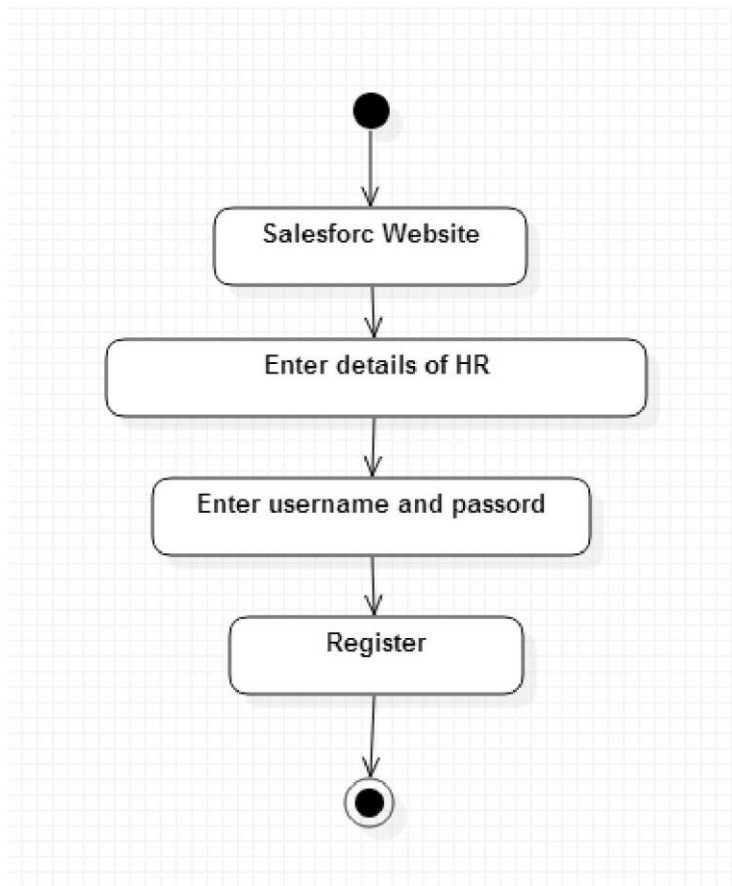 Salesforc Website
Enter details of HR
Enter username and passord
Register